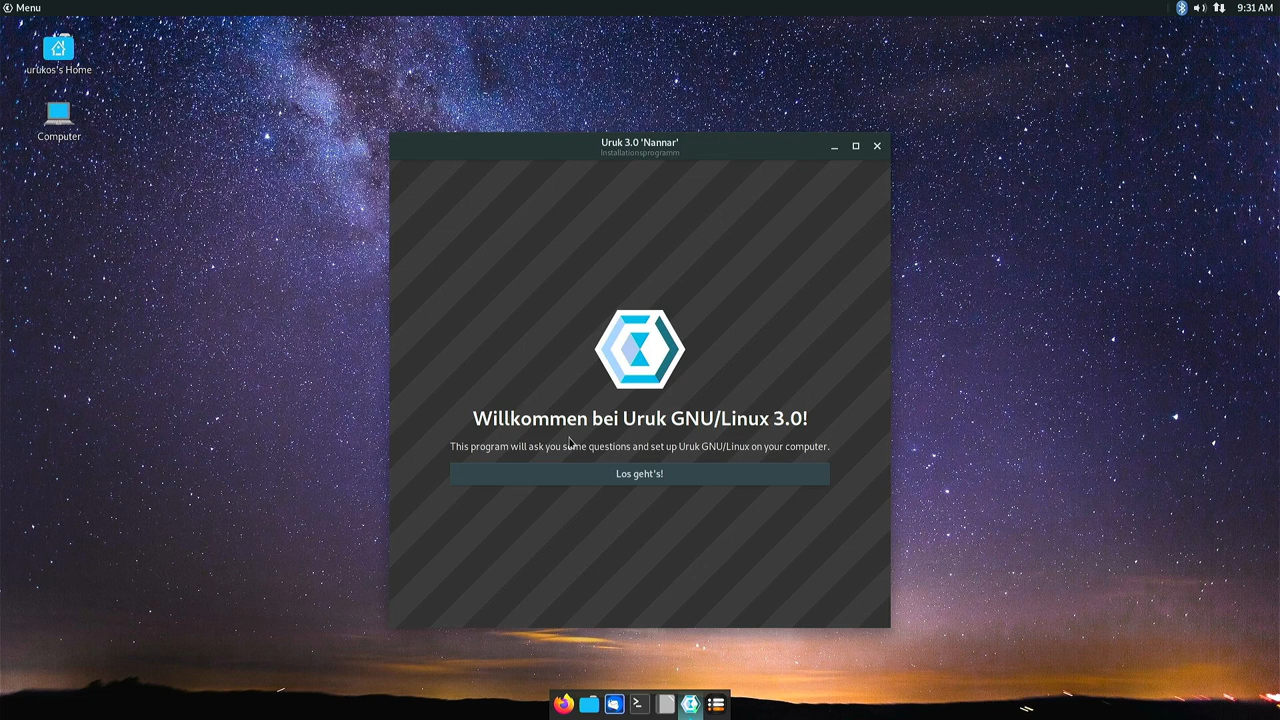 Menu
9:31 AM
urukos's Home
Computer
Uruk 3.0 'Nannar'
Installationsprogramm
Willkommen bei Uruk GNU/Linux 3.0!
This program will ask you some questions and set up Uruk GNU/Linux on your computer.
Los geht's!